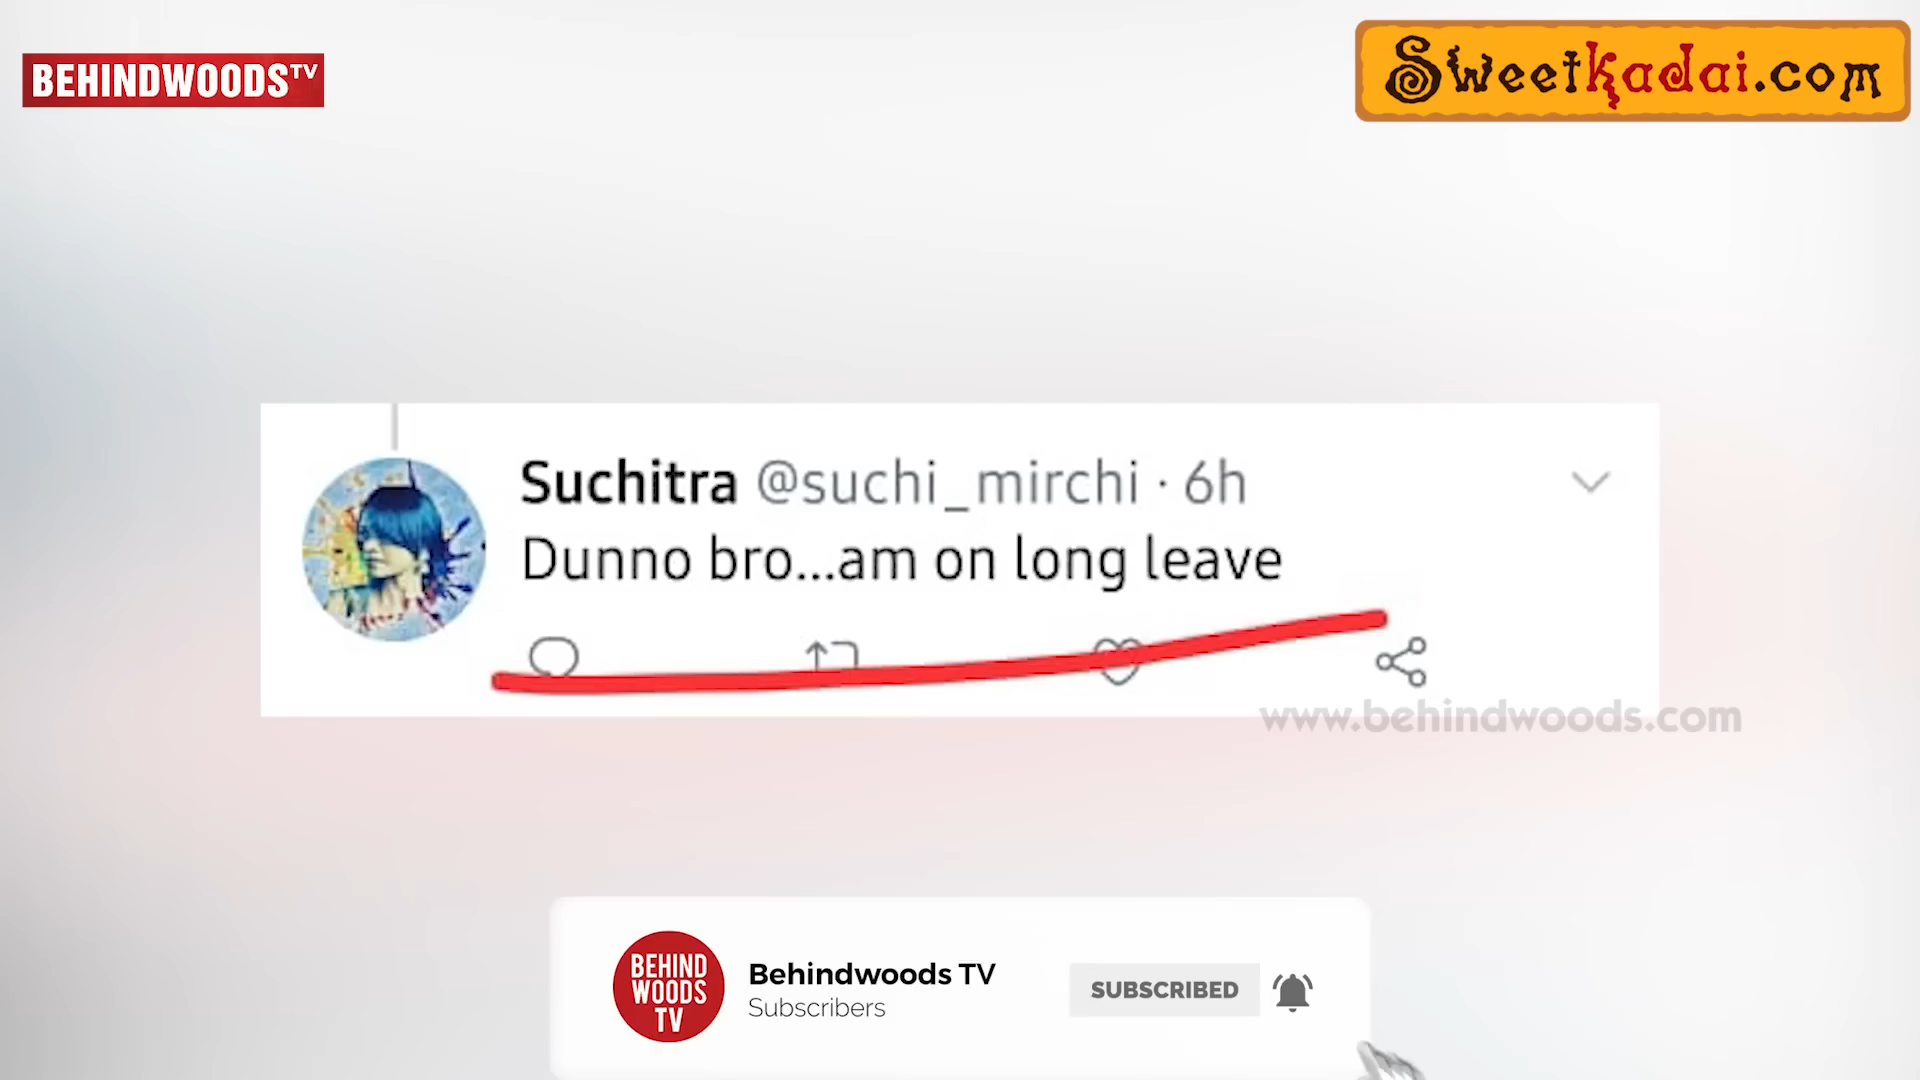 BEHINDWOODS TV
Sweetkadai.com
Suchitra @suchi_mirchi · 6h
Dunno bro...am on long leave
www.behindwoods.com
BEHIND
WOODS
TV
Behindwoods TV
Subscribers
SUBSCRIBED